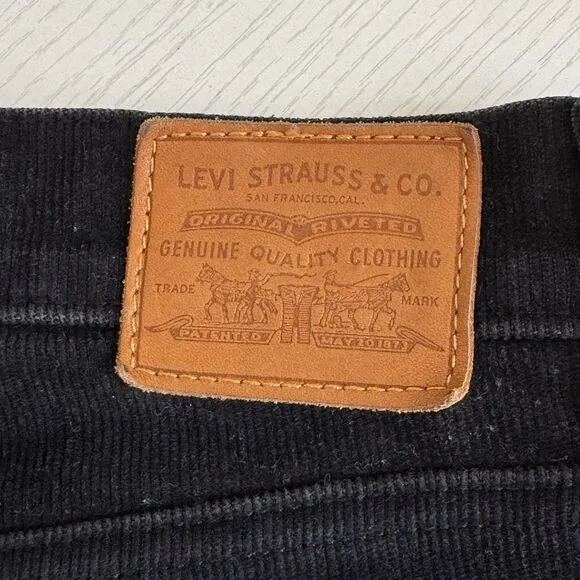 LEVI STRAUSS & CO.
SAN FRANCISCO, CAL.
ORIGINAL RIVETED
GENUINE QUALITY CLOTHING
TRADE MARK
PATENTED MAY 20 1873